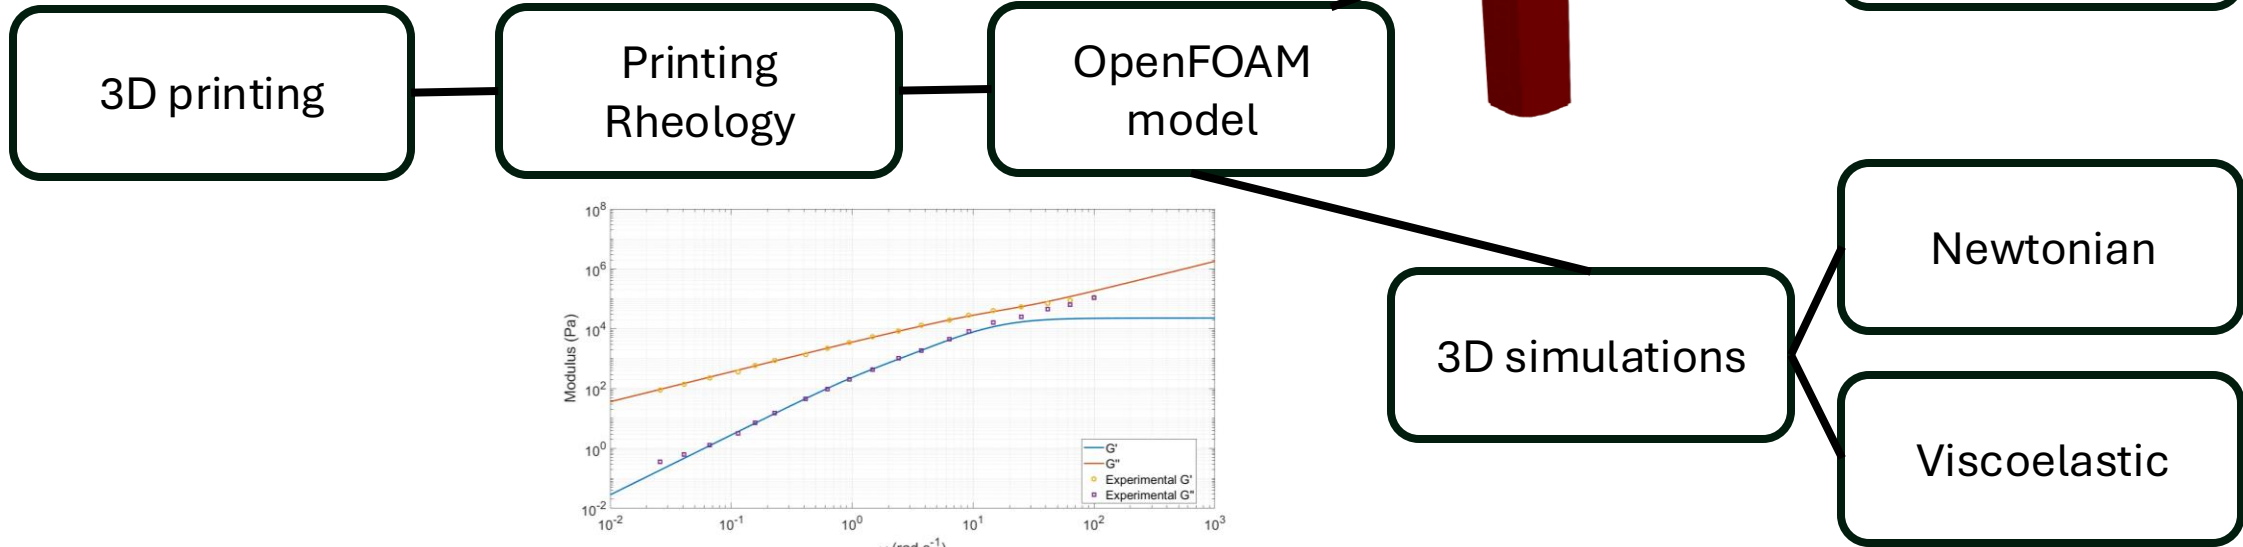 3D printing
Printing
Rheology
OpenFOAM
model
Newtonian
3D simulations
Viscoelastic
10^8
10^6
10^4
10^2
10^0
10^-2
Modulus (Pa)
G'
G''
Experimental G'
Experimental G''
10^-2 10^-1 10^0 10^1 10^2 10^3